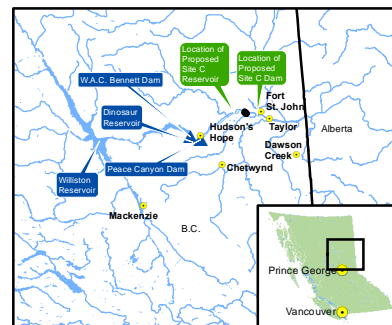 Location of
Proposed
Site C
Reservoir
Location of
Proposed
Site C Dam
W.A.C. Bennett Dam
Fort
St. John
Dinosaur
Reservoir
Hudson's
Hope
Taylor
Alberta
Dawson
Creek
Peace Canyon Dam
Chetwynd
Williston
Reservoir
Mackenzie
B.C.
Prince George
Vancouver